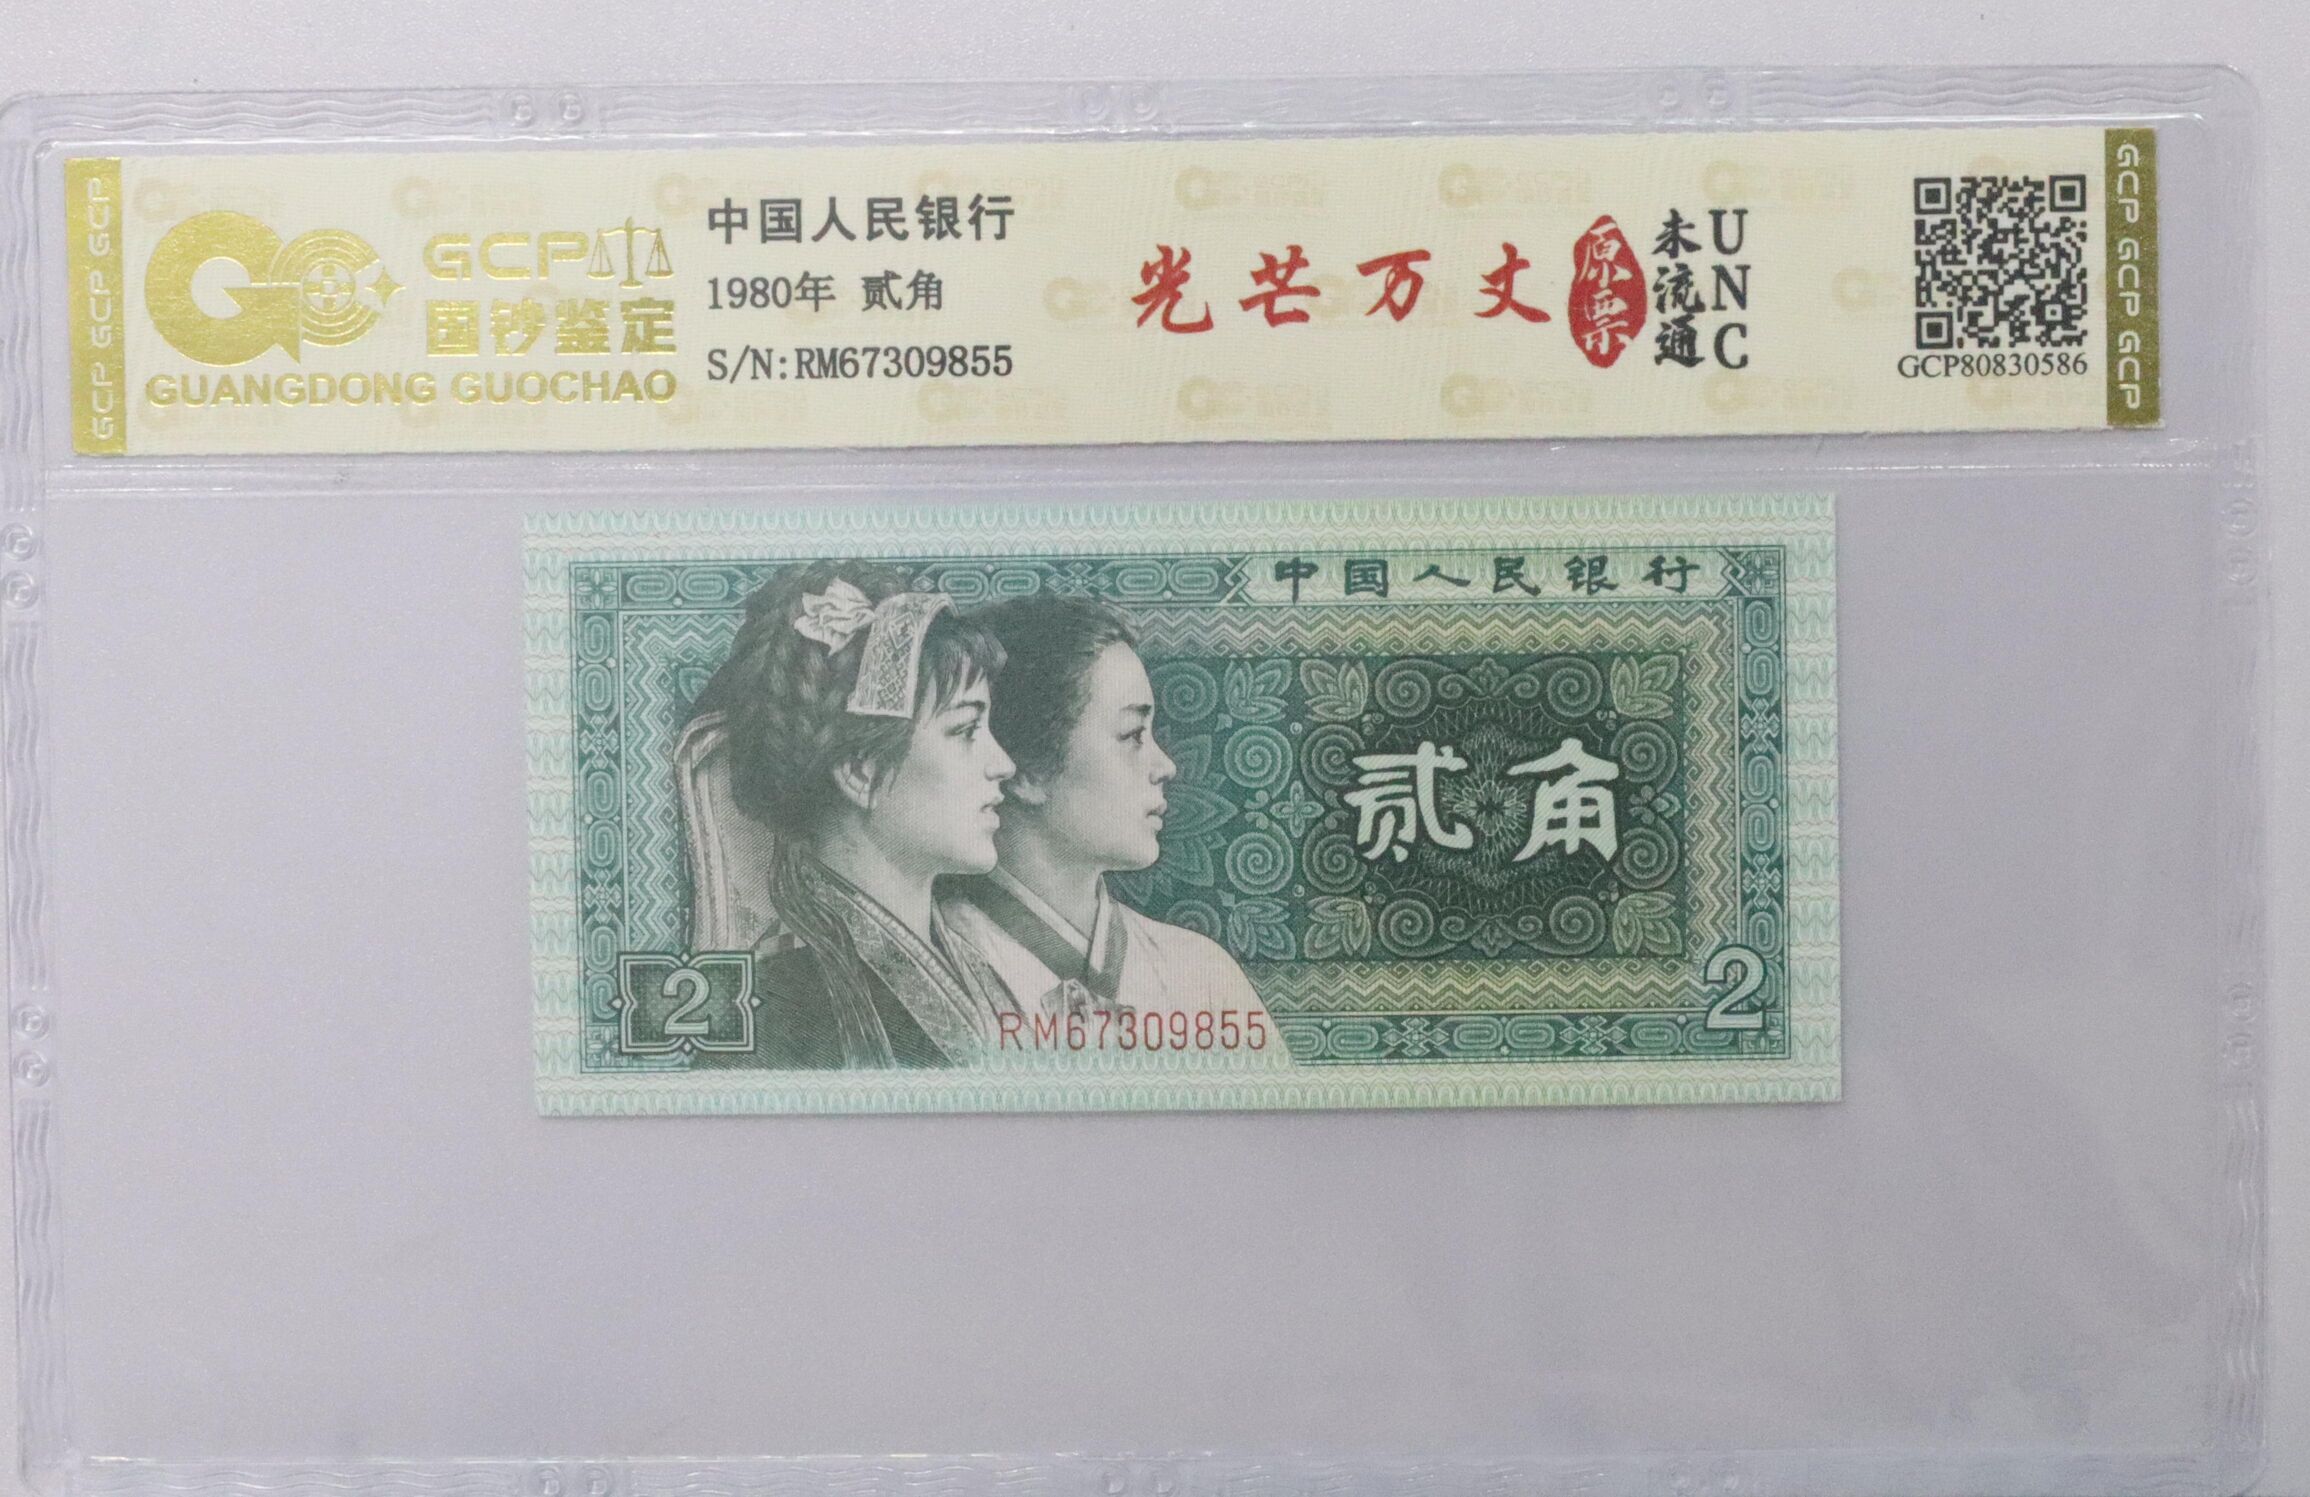 GCP GCP GCP
GCP
国钞鉴定
GUANGDONG GUOCHAO
中国人民银行
1980年 贰角
S/N:RM67309855
光芒万丈
原票
未流通
UNC
GCP80830586
GCP GCP GCP
中国人民银行
贰角
2
2
RM67309855